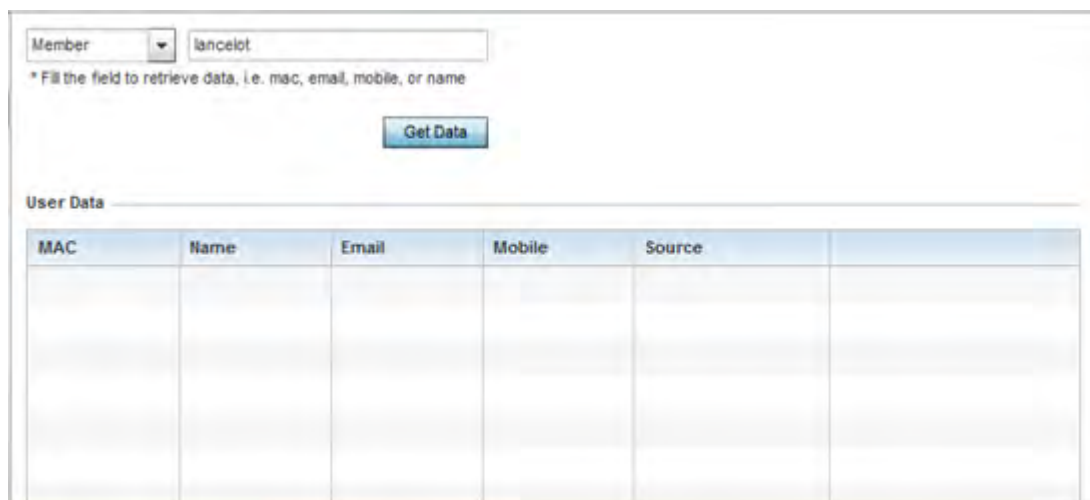 Member lancelot
* Fill the field to retrieve data, i.e. mac, email, mobile, or name
Get Data
User Data
MAC Name Email Mobile Source